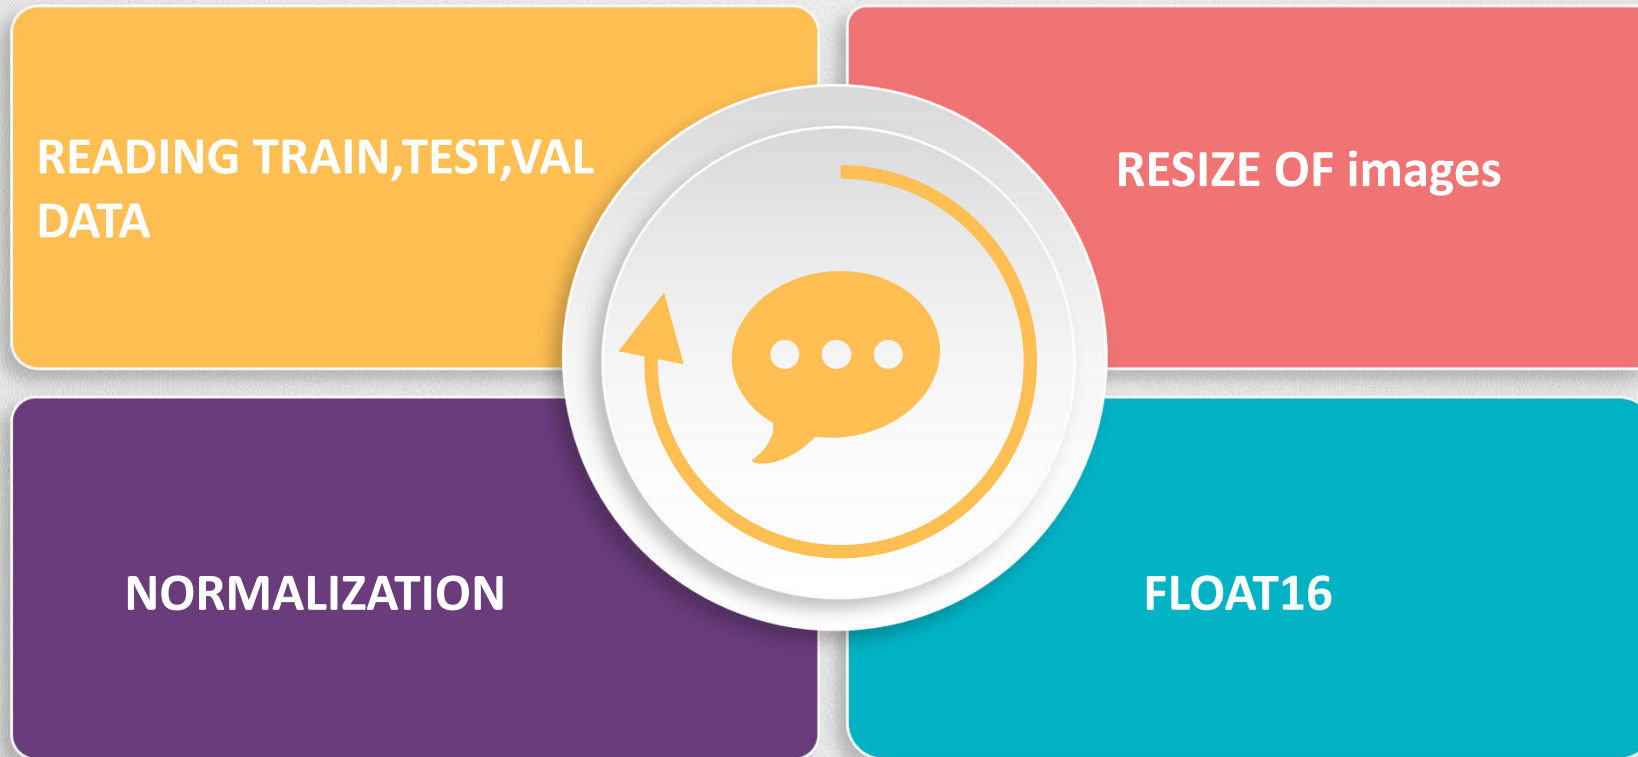 READING TRAIN,TEST,VAL
DATA
RESIZE OF images
NORMALIZATION
FLOAT16